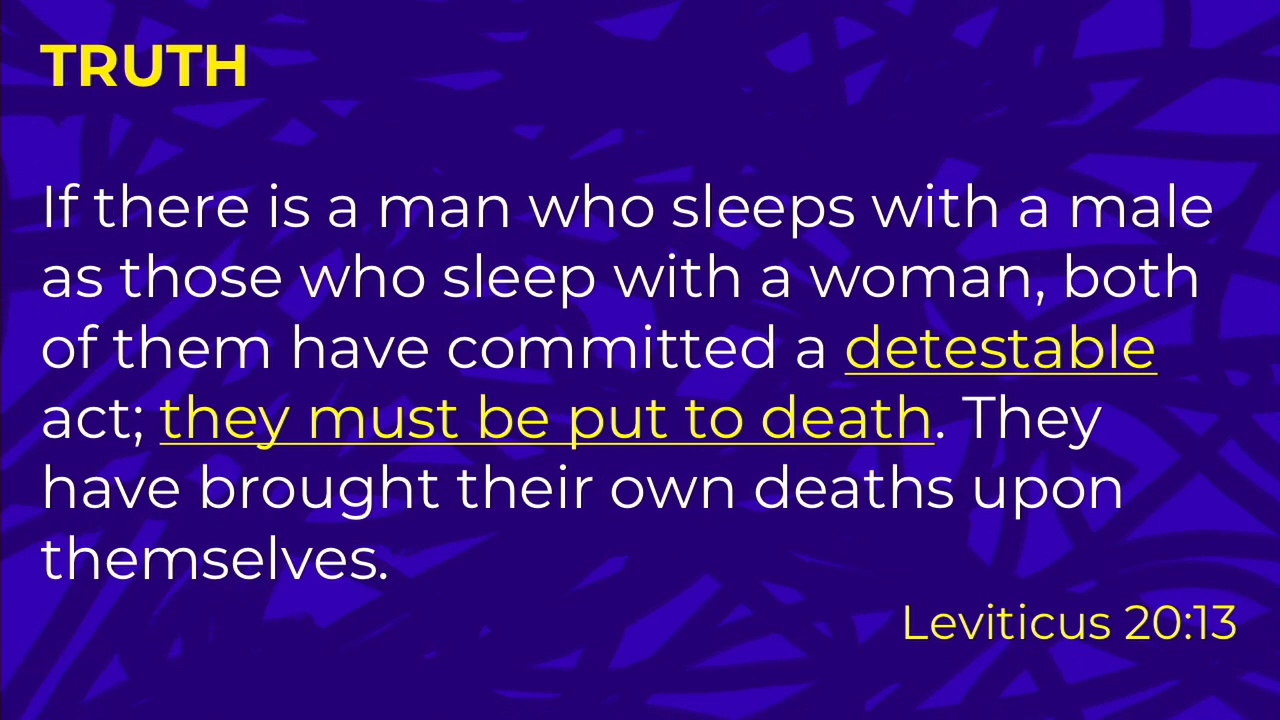 TRUTH
If there is a man who sleeps with a male
as those who sleep with a woman, both
of them have committed a detestable
act; they must be put to death. They
have brought their own deaths upon
themselves.
Leviticus 20:13